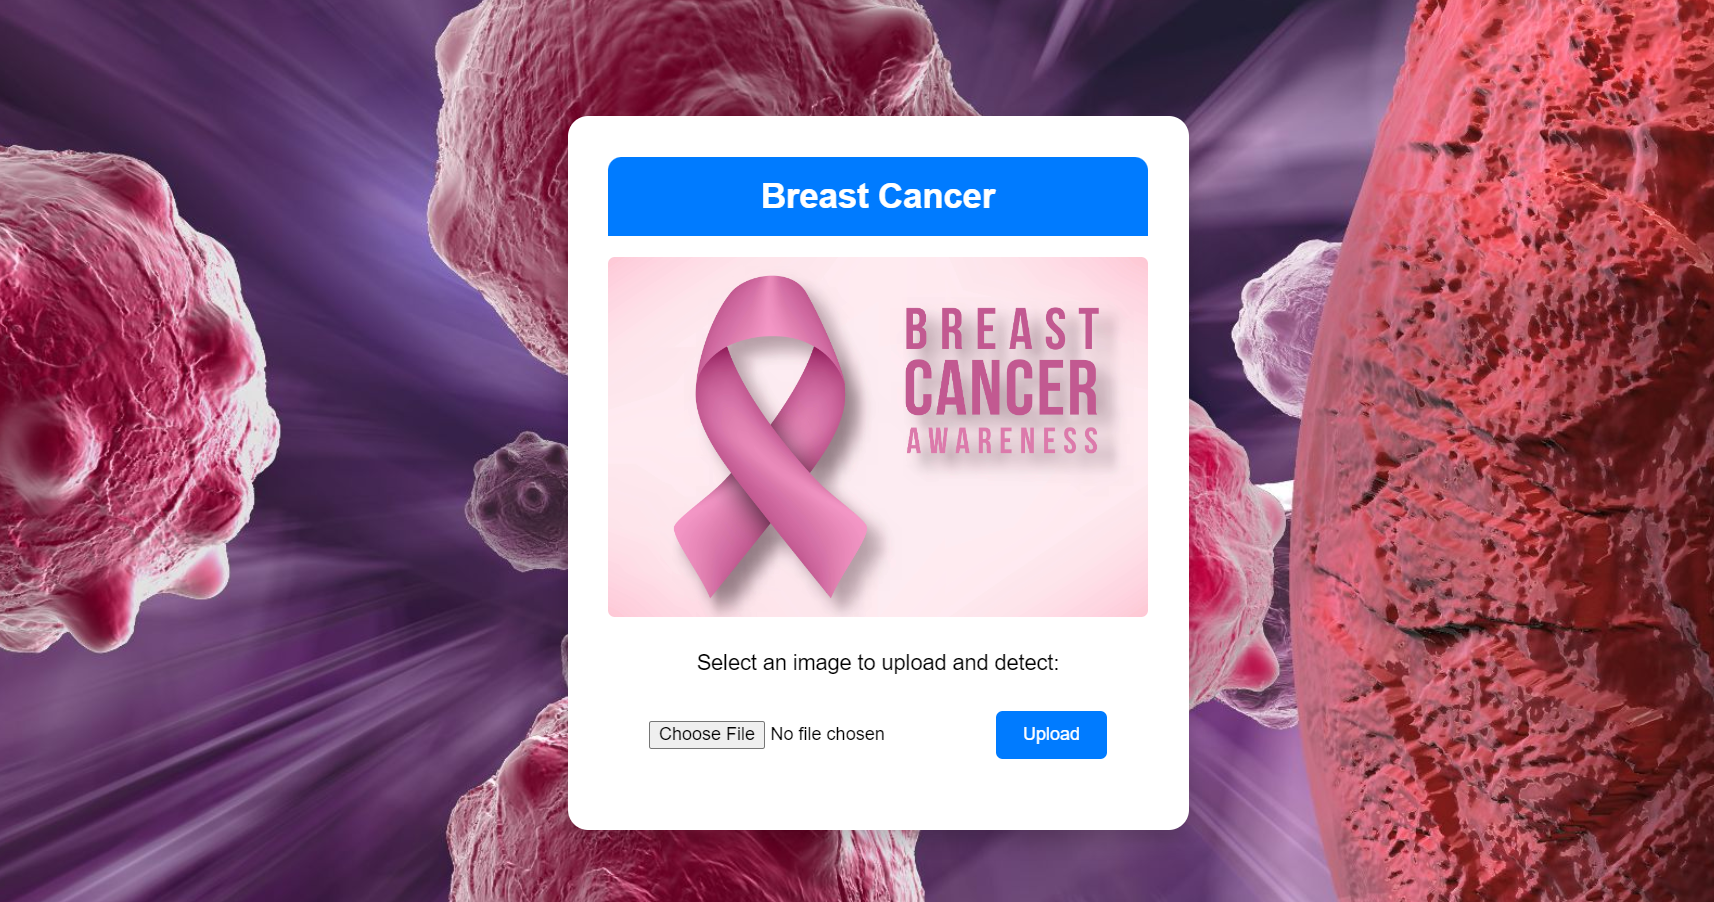 Breast Cancer
BREAST
CANCER
AWARENESS
Select an image to upload and detect:
Choose File No file chosen
Upload